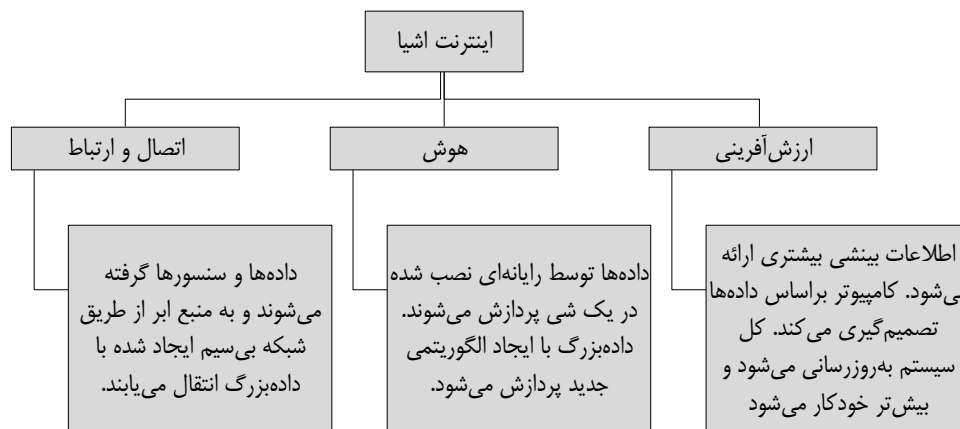 اینترنت اشیا
ارزش‌آفرینی
هوش
اتصال و ارتباط
اطلاعات بینشی بیشتری ارائه
می‌شود. کامپیوتر براساس داده‌ها
تصمیم‌گیری می‌کند. کل
سیستم به‌روزرسانی می‌شود و
بیش‌تر خودکار می‌شود
داده‌ها توسط رایانه‌ای نصب شده
در یک شی پردازش می‌شوند.
داده‌بزرگ با ایجاد الگوریتمی
جدید پردازش می‌شود.
داده‌ها و سنسورها گرفته
می‌شوند و به منبع ابر از طریق
شبکه بی‌سیم ایجاد شده با
داده‌بزرگ انتقال می‌یابند.